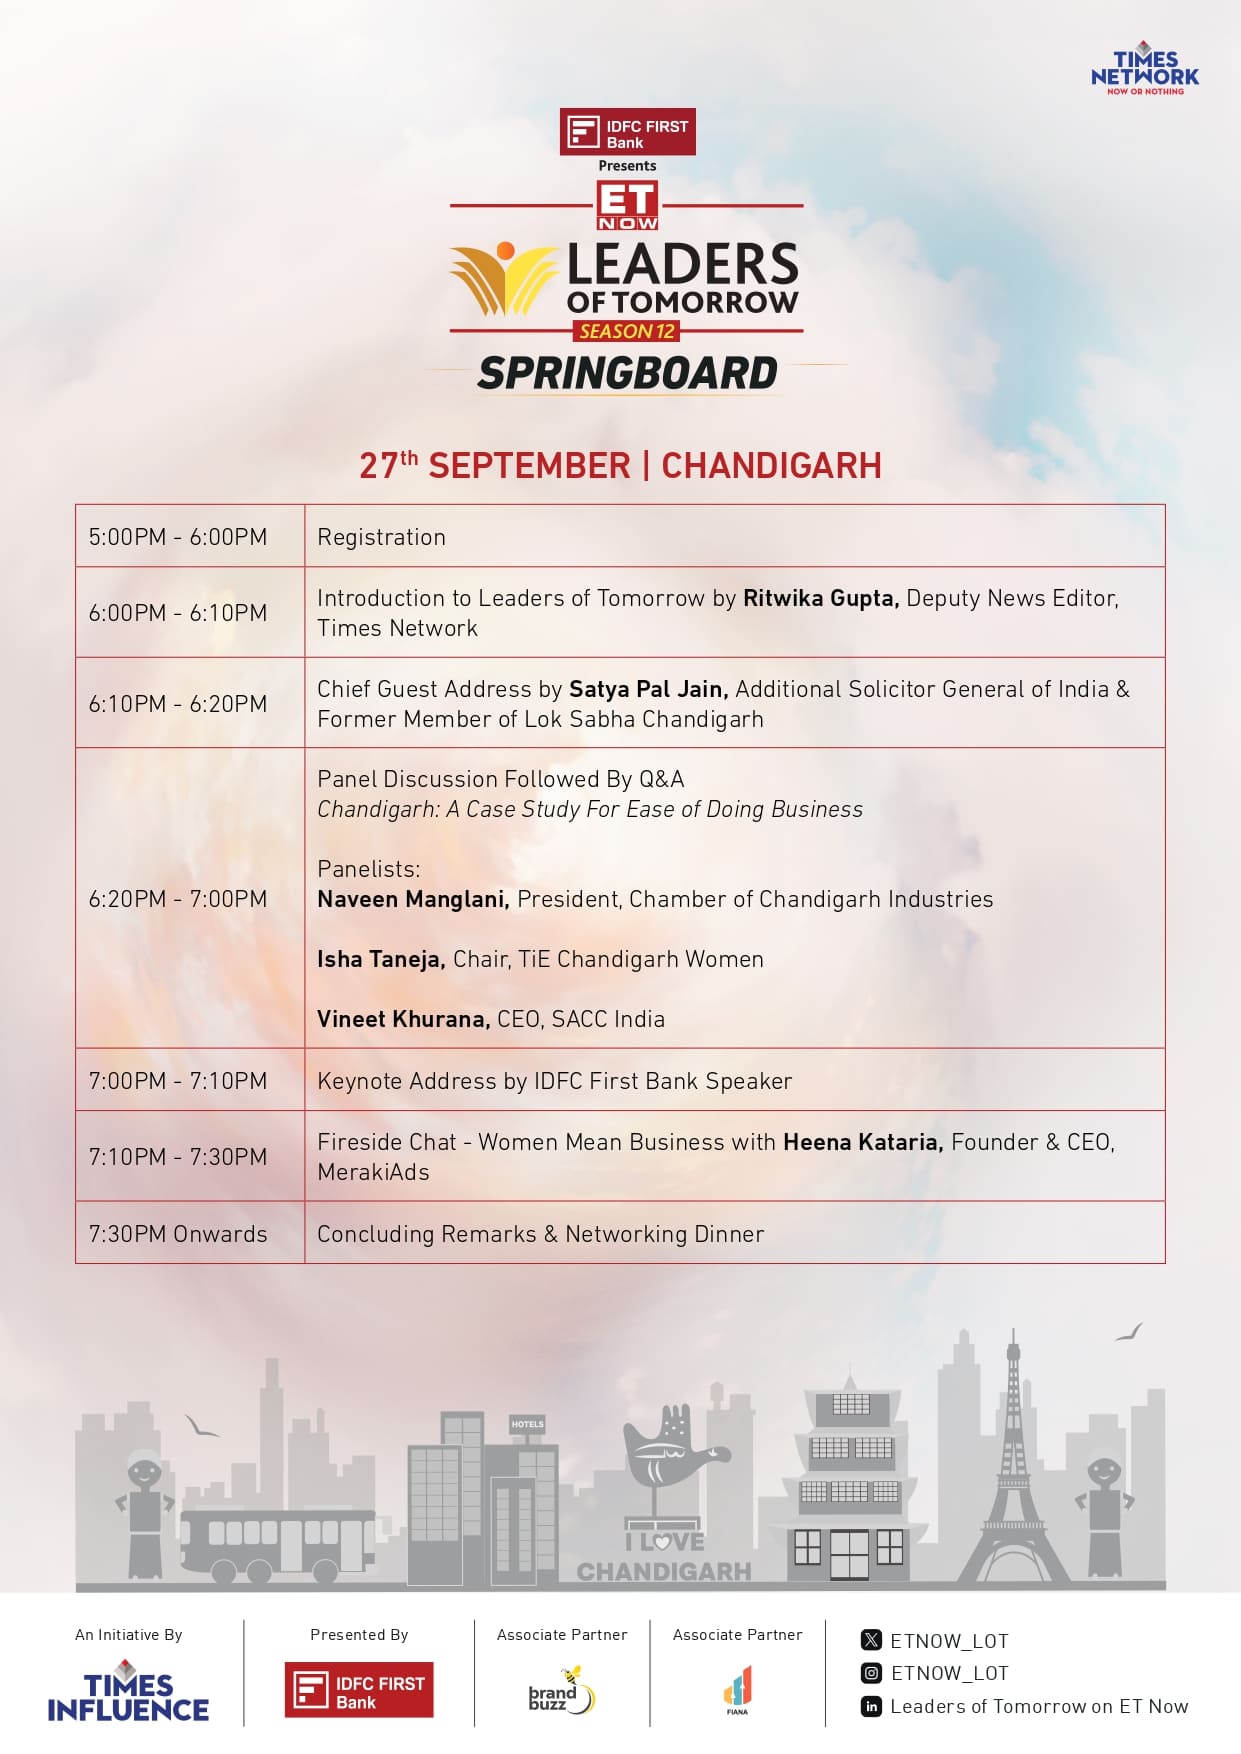 TIMES
NETWORK
NOW OR NOTHING
IDFC FIRST
Bank
Presents
ET
NOW
LEADERS
OF TOMORROW
SEASON 12
SPRINGBOARD
27th SEPTEMBER | CHANDIGARH
5:00PM - 6:00PM
Registration
6:00PM - 6:10PM
Introduction to Leaders of Tomorrow by Ritwika Gupta, Deputy News Editor,
Times Network
6:10PM - 6:20PM
Chief Guest Address by Satya Pal Jain, Additional Solicitor General of India &
Former Member of Lok Sabha Chandigarh
6:20PM - 7:00PM
Panel Discussion Followed By Q&A
Chandigarh: A Case Study For Ease of Doing Business
Panelists:
Naveen Manglani, President, Chamber of Chandigarh Industries
Isha Taneja, Chair, TiE Chandigarh Women
Vineet Khurana, CEO, SACC India
7:00PM - 7:10PM
Keynote Address by IDFC First Bank Speaker
7:10PM - 7:30PM
Fireside Chat - Women Mean Business with Heena Kataria, Founder & CEO,
MerakiAds
7:30PM Onwards
Concluding Remarks & Networking Dinner
HOTELS
I LOVE
CHANDIGARH
An Initiative By
TIMES
INFLUENCE
Presented By
IDFC FIRST
Bank
Associate Partner
brand
buzz
Associate Partner
FIANA
ETNOW_LOT
ETNOW_LOT
in Leaders of Tomorrow on ET Now